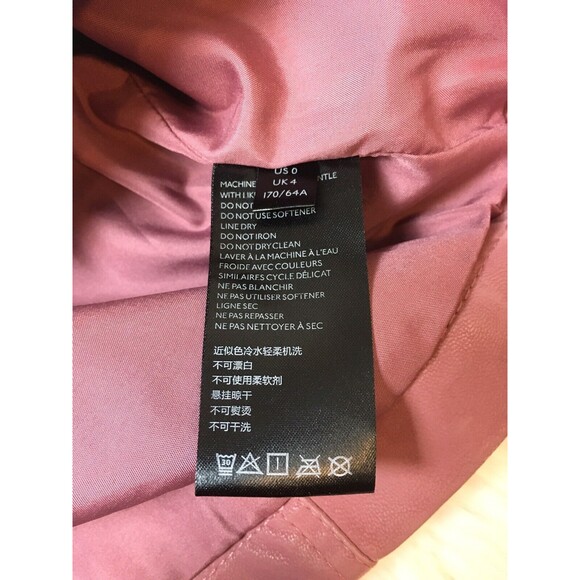 US 0
UK 4
170/64A
MACHINE
WITH
DO NOT
DO NOT USE SOFTENER
LINE DRY
DO NOT IRON
DO NOT DRY CLEAN
LAVER À LA MACHINE À L'EAU
FROIDE AVEC COULEURS
SIMILAIRES CYCLE DÉLICAT
NE PAS BLANCHIR
NE PAS UTILISER SOFTENER
LIGNE SEC
NE PAS REPASSER
NE PAS NETTOYER À SEC
近似色冷水轻柔机洗
不可漂白
不可使用柔软剂
悬挂晾干
不可熨烫
不可干洗
30